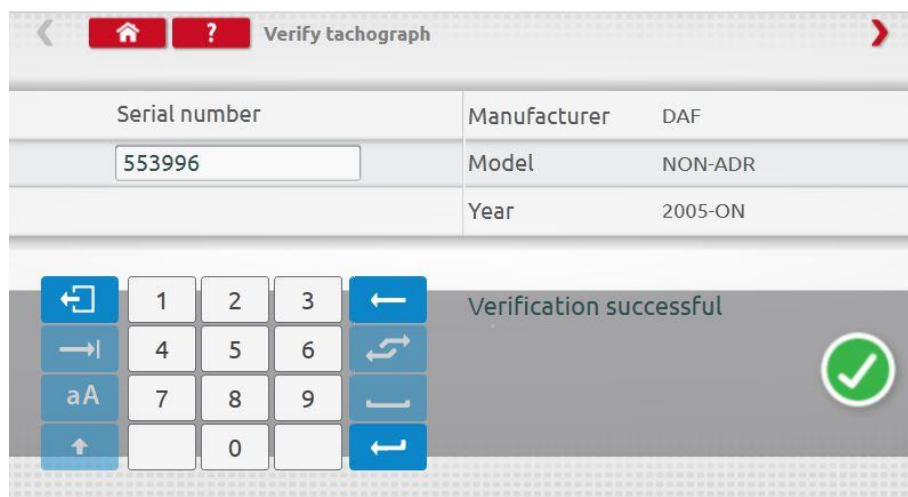 ? Verify tachograph
Serial number
553996
Manufacturer DAF
Model NON-ADR
Year 2005-ON
1 2 3
4 5 6
aA 7 8 9
0
Verification successful